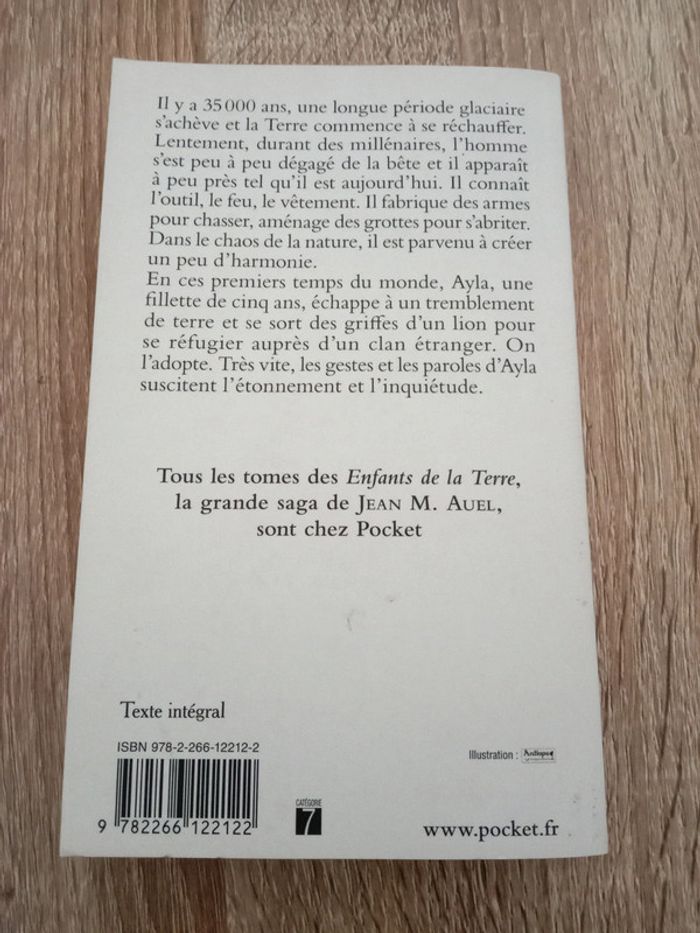 Il y a 35 000 ans, une longue période glaciaire
s'achève et la Terre commence à se réchauffer.
Lentement, durant des millénaires, l'homme
s'est peu à peu dégagé de la bête et il apparaît
à peu près tel qu'il est aujourd'hui. Il connaît
l'outil, le feu, le vêtement. Il fabrique des armes
pour chasser, aménage des grottes pour s'abriter.
Dans le chaos de la nature, il est parvenu à créer
un peu d'harmonie.
En ces premiers temps du monde, Ayla, une
fillette de cinq ans, échappe à un tremblement
de terre et se sort des griffes d'un lion pour
se réfugier auprès d'un clan étranger. On
l'adopte. Très vite, les gestes et les paroles d'Ayla
suscitent l'étonnement et l'inquiétude.
Tous les tomes des Enfants de la Terre,
la grande saga de JEAN M. AUEL,
sont chez Pocket
Texte intégral
ISBN 978-2-266-12212-2
9 782266 122122
CATÉGORIE
7
Illustration :
www.pocket.fr